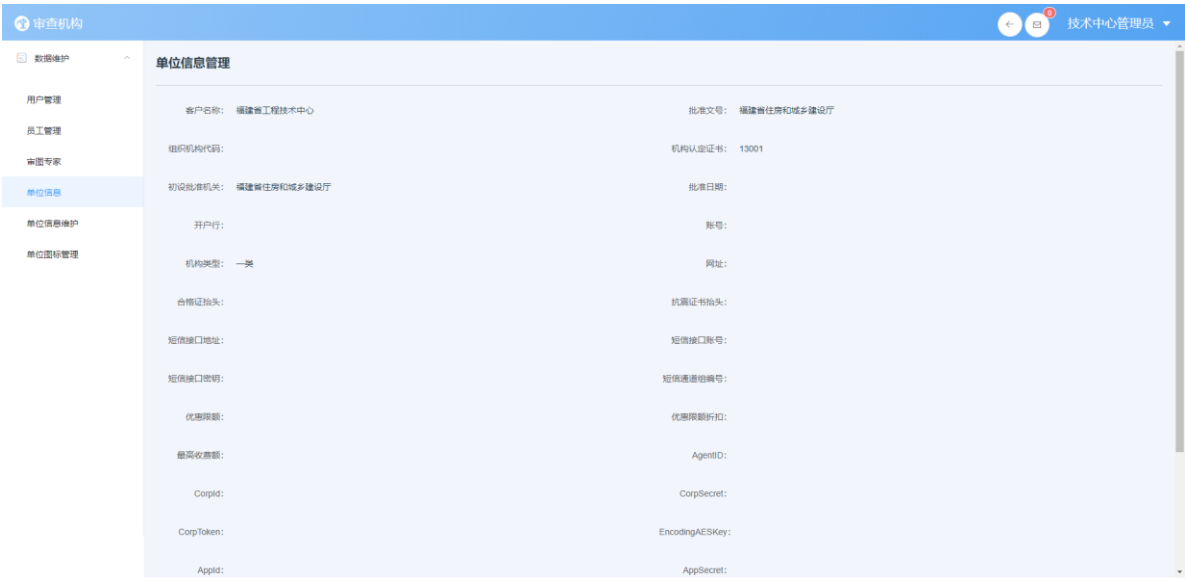 审查机构
0
技术中心管理员
数据维护
用户管理
员工管理
审图专家
单位信息
单位信息维护
单位图标管理
单位信息管理
客户名称： 福建省工程技术中心 批准文号： 福建省住房和城乡建设厅
组织机构代码： 机构认定证书： 13001
初设批准机关： 福建省住房和城乡建设厅 批准日期：
开户行： 账号：
机构类型： 一类 网址：
合格证抬头： 抗震证书抬头：
短信接口地址： 短信接口账号：
短信接口密钥： 短信通道组编号：
优惠限额： 优惠限额折扣：
最高收费额： AgentID：
CorpId： CorpSecret：
CorpToken： EncodingAESKey：
AppId： AppSecret：